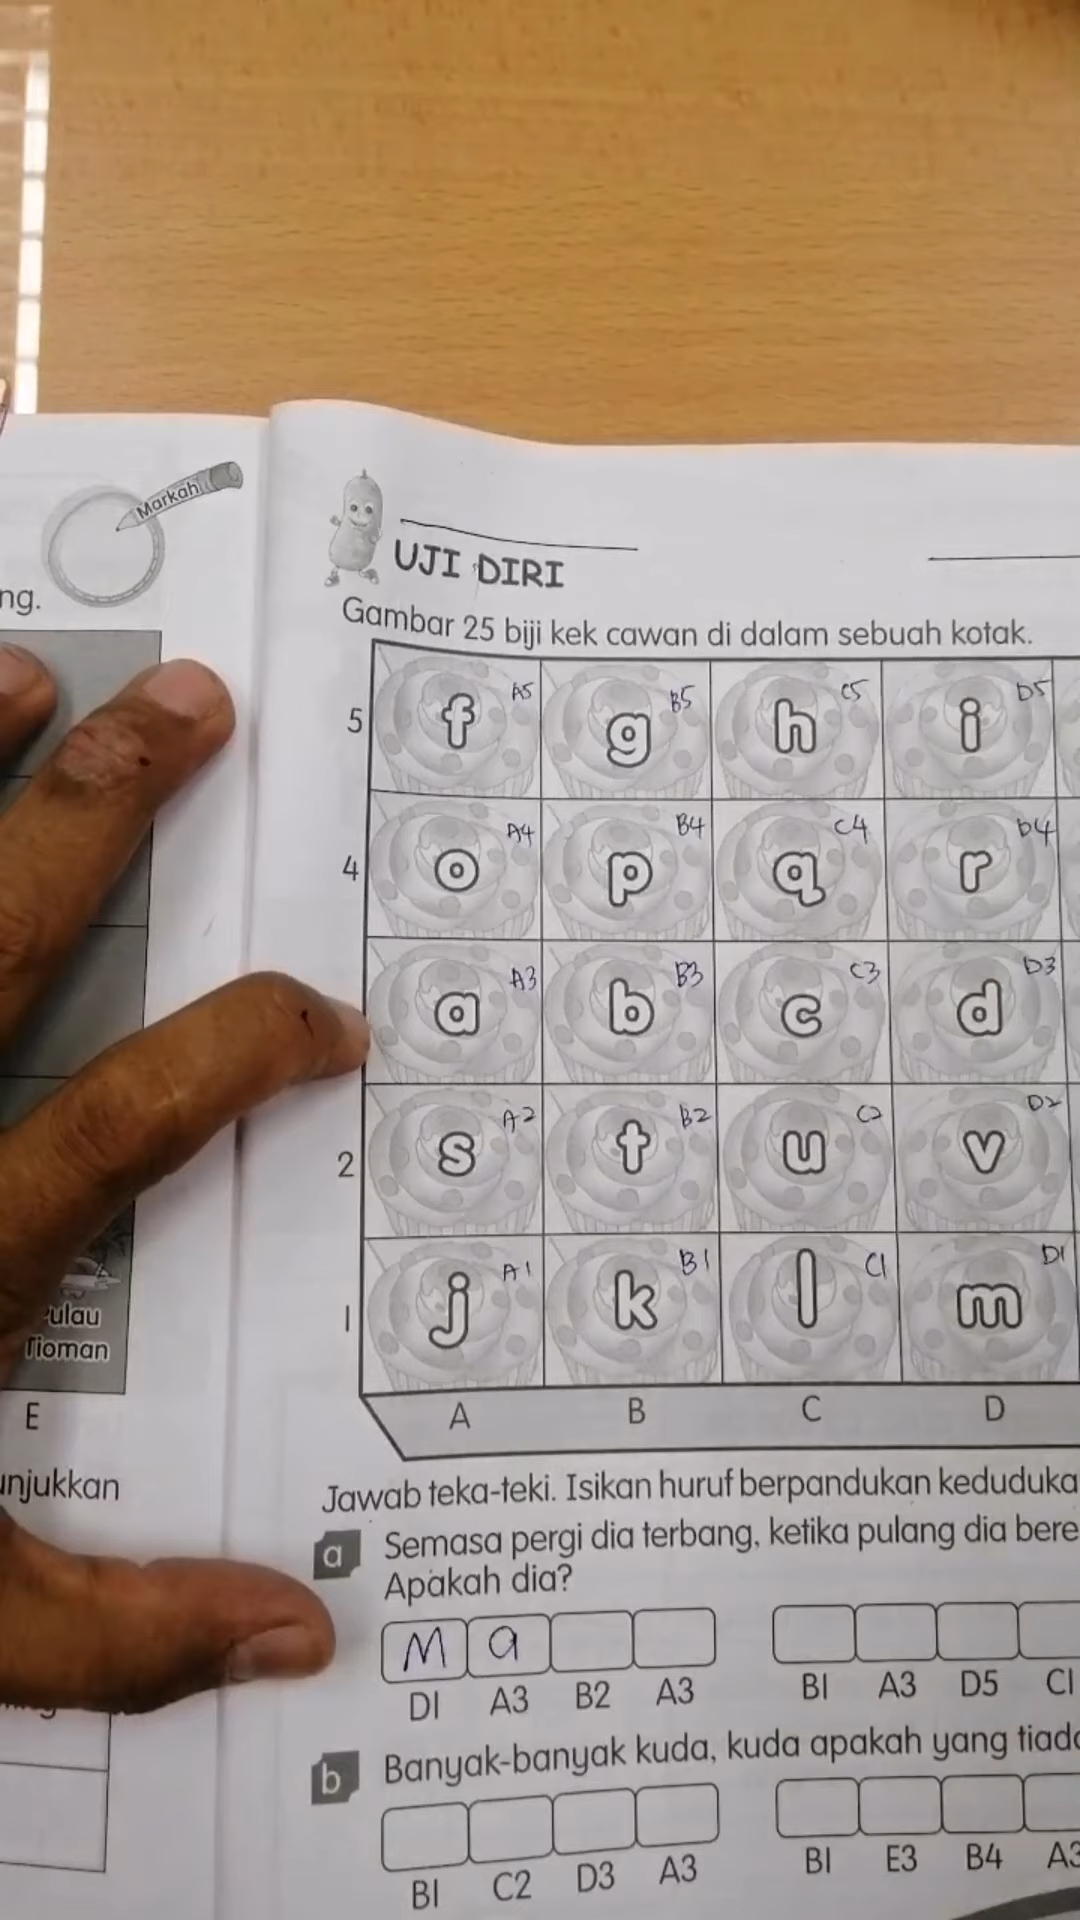 Markah
ng.
UJI DIRI
Gambar 25 biji kek cawan di dalam sebuah kotak.
5 f A5 g B5 h C5 i D5
4 o A4 p B4 q C4 r D4
a A3 b B3 c C3 d D3
2 s A2 t B2 u C2 v D2
1 j A1 k B1 l C1 m D1
A B C D
ulau
Tioman
E
unjukkan
Jawab teka-teki. Isikan huruf berpandukan keduduka
a Semasa pergi dia terbang, ketika pulang dia bere
Apakah dia?
M a
D1 A3 B2 A3 B1 A3 D5 C1
b Banyak-banyak kuda, kuda apakah yang tiada
B1 C2 D3 A3 B1 E3 B4 A3